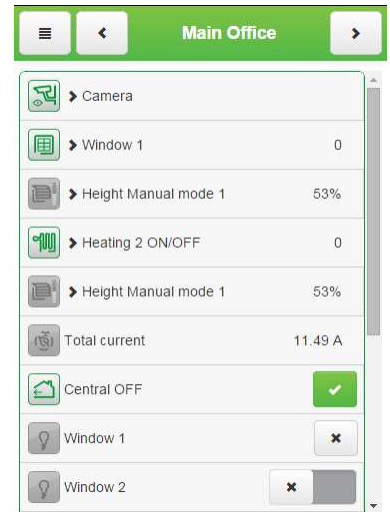 Main Office
Camera
Window 1 0
Height Manual mode 1 53%
Heating 2 ON/OFF 0
Height Manual mode 1 53%
Total current 11.49 A
Central OFF
Window 1
Window 2